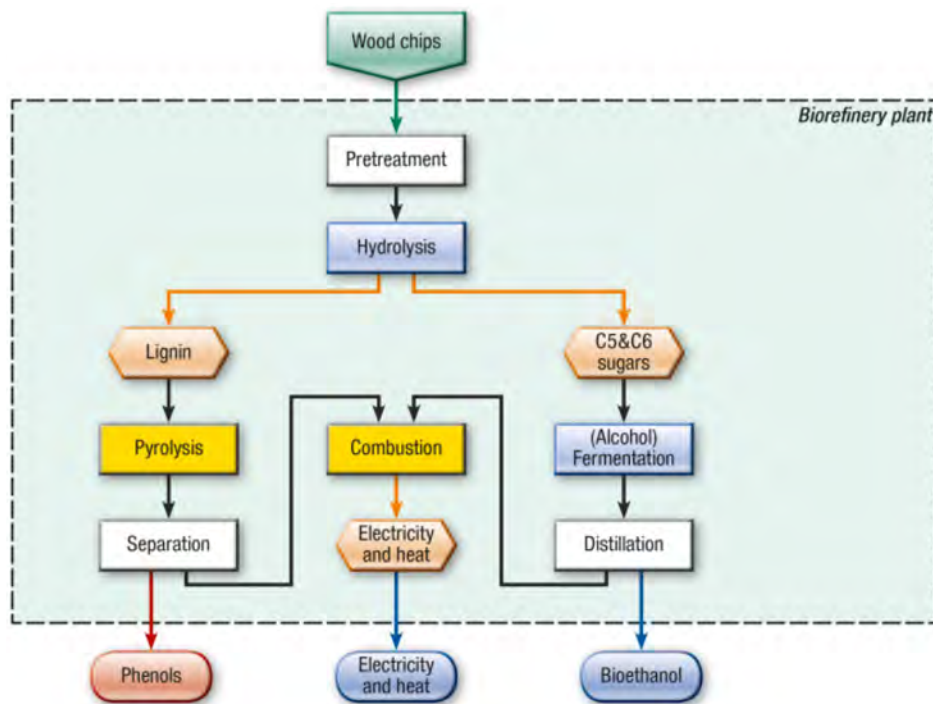 Wood chips
Biorefinery plant
Pretreatment
Hydrolysis
Lignin
C5&C6
sugars
Pyrolysis
Combustion
(Alcohol)
Fermentation
Separation
Electricity
and heat
Distillation
Phenols
Electricity
and heat
Bioethanol